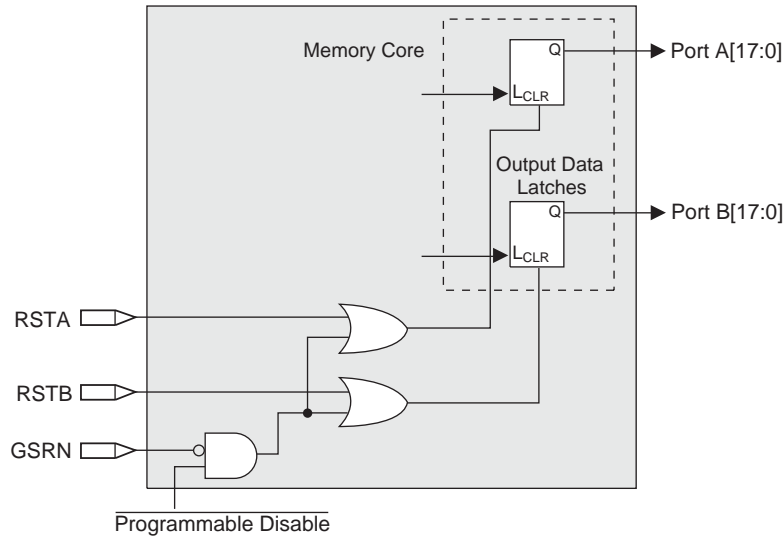 Memory Core
Q
Port A[17:0]
LCLR
Output Data
Latches
Q
Port B[17:0]
LCLR
RSTA
RSTB
GSRN
Programmable Disable